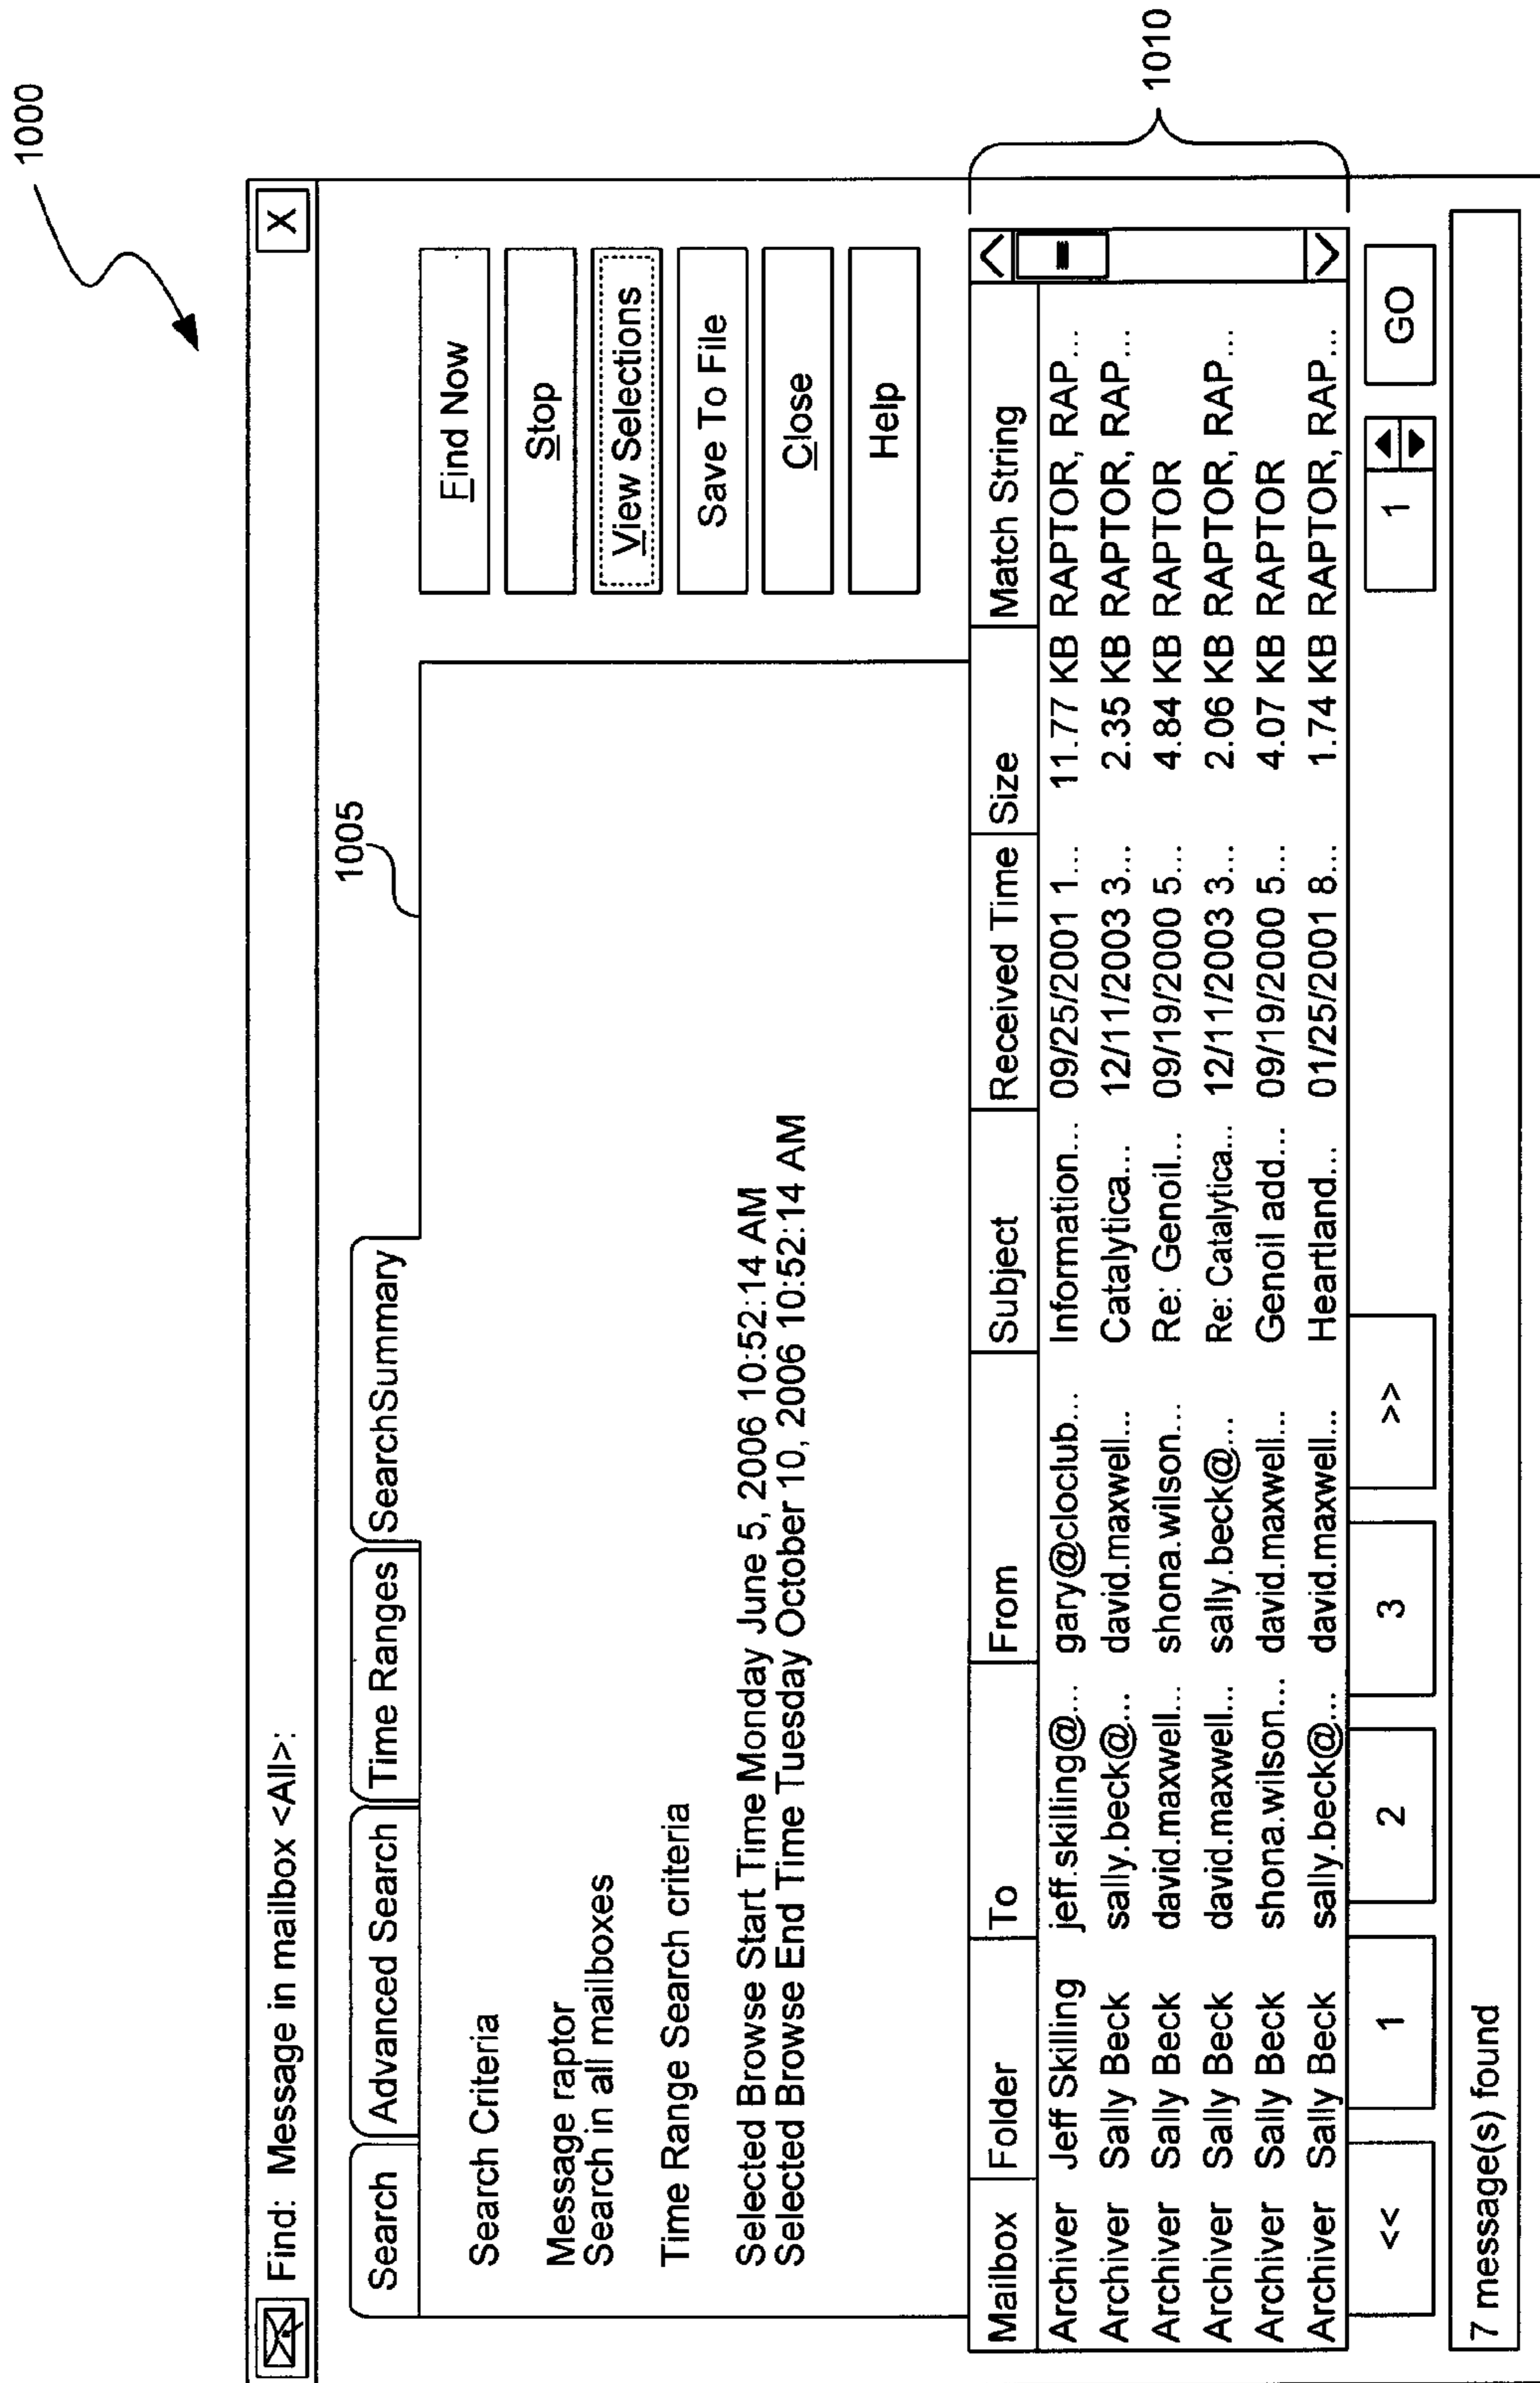 1000
Find: Message in mailbox <All>:
X
1005
Search
Advanced Search
Time Ranges
SearchSummary
Search Criteria
Message raptor
Search in all mailboxes
Time Range Search criteria
Selected Browse Start Time Monday June 5, 2006 10:52:14 AM
Selected Browse End Time Tuesday October 10, 2006 10:52:14 AM
Find Now
Stop
View Selections
Save To File
Close
Help
1010
Mailbox Folder To From Subject Received Time Size Match String
Archiver Jeff Skilling jeff.skilling@... gary@cloclub... Information... 09/25/2001 1... 11.77 KB RAPTOR, RAP...
Archiver Sally Beck sally.beck@... david.maxwell... Catalytica... 12/11/2003 3... 2.35 KB RAPTOR, RAP...
Archiver Sally Beck david.maxwell... shona.wilson... Re: Genoil... 09/19/2000 5... 4.84 KB RAPTOR
Archiver Sally Beck david.maxwell... sally.beck@... Re: Catalytica... 12/11/2003 3... 2.06 KB RAPTOR, RAP...
Archiver Sally Beck shona.wilson... david.maxwell... Genoil add... 09/19/2000 5... 4.07 KB RAPTOR
Archiver Sally Beck sally.beck@... david.maxwell... Heartland... 01/25/2001 8... 1.74 KB RAPTOR, RAP...
<< 1 2 3 >> 1 GO
7 message(s) found